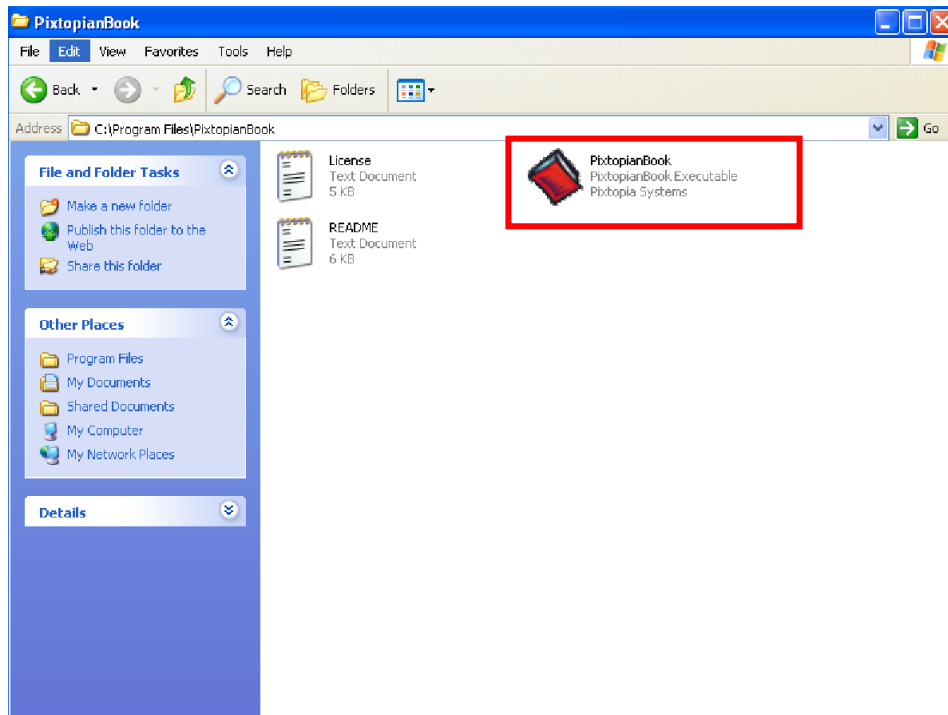 PixtopianBook
File Edit View Favorites Tools Help
Back Search Folders
Address C:\Program Files\PixtopianBook Go
File and Folder Tasks
Make a new folder
Publish this folder to the
Web
Share this folder
Other Places
Program Files
My Documents
Shared Documents
My Computer
My Network Places
Details
License
Text Document
5 KB
README
Text Document
6 KB
PixtopianBook
PixtopianBook Executable
Pixtopia Systems